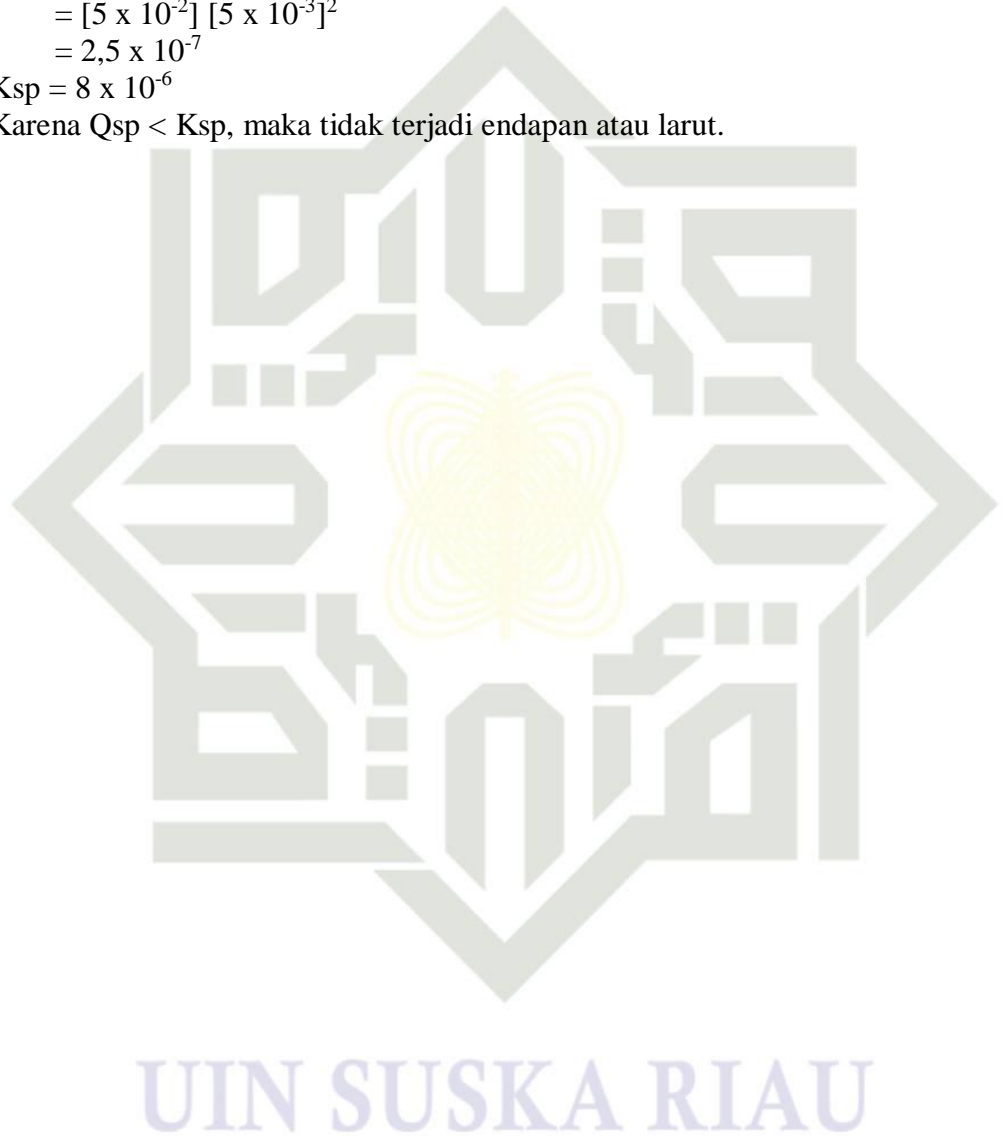 = [5 x 10⁻²] [5 x 10⁻³]²
= 2,5 x 10⁻⁷
Ksp = 8 x 10⁻⁶
Karena Qsp < Ksp, maka tidak terjadi endapan atau larut.
UIN SUSKA RIAU